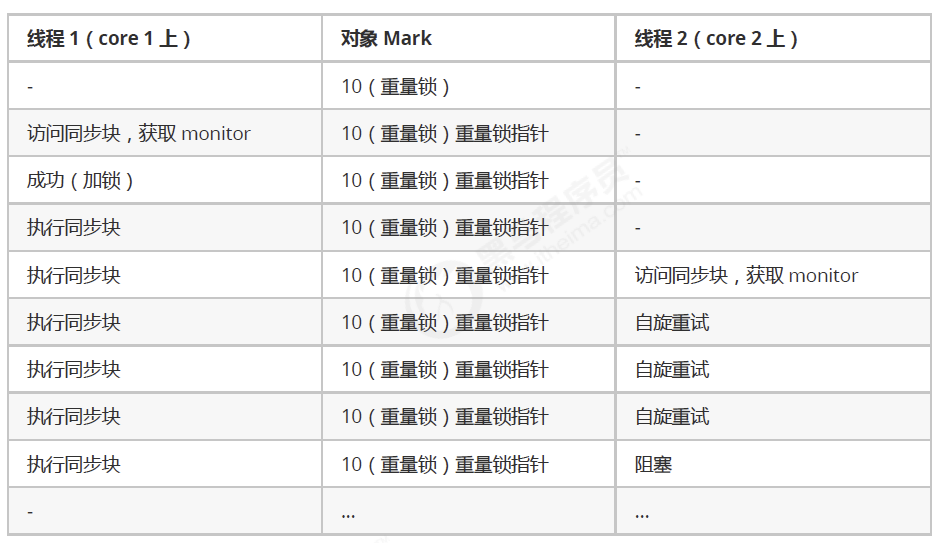 线程 1（core 1 上） 对象 Mark 线程 2（core 2 上）
- 10（重量锁） -
访问同步块，获取 monitor 10（重量锁）重量锁指针 -
成功（加锁） 10（重量锁）重量锁指针 -
执行同步块 10（重量锁）重量锁指针 -
执行同步块 10（重量锁）重量锁指针 访问同步块，获取 monitor
执行同步块 10（重量锁）重量锁指针 自旋重试
执行同步块 10（重量锁）重量锁指针 自旋重试
执行同步块 10（重量锁）重量锁指针 自旋重试
执行同步块 10（重量锁）重量锁指针 阻塞
- ... ...
黑马程序员
itheima.com